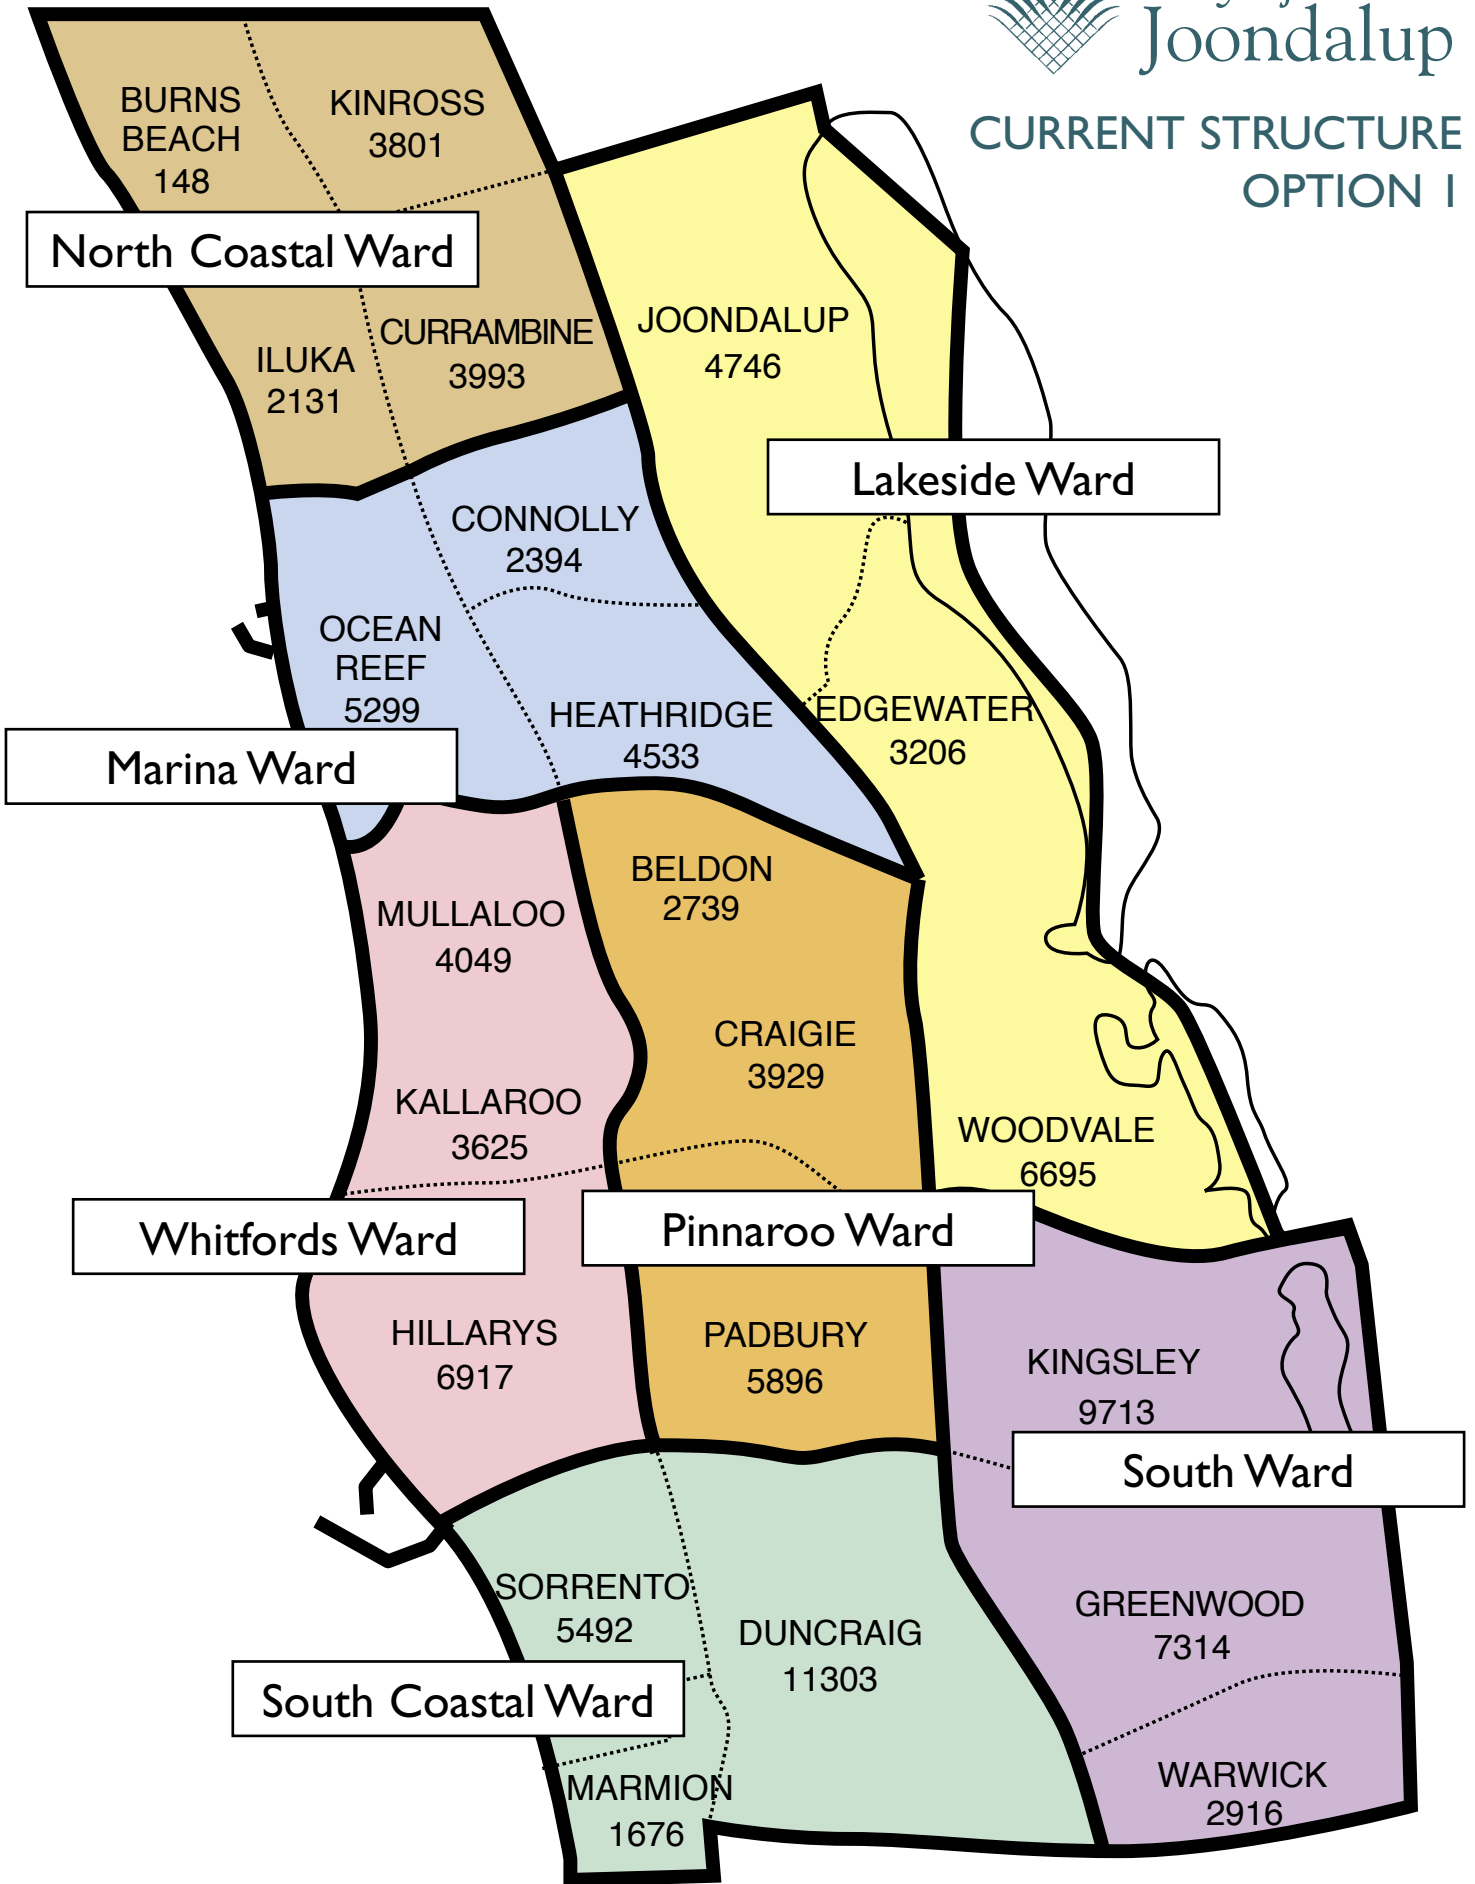 Joondalup
CURRENT STRUCTURE
OPTION 1
BURNS
BEACH
148
KINROSS
3801
North Coastal Ward
ILUKA
2131
CURRAMBINE
3993
JOONDALUP
4746
Lakeside Ward
CONNOLLY
2394
OCEAN
REEF
5299
HEATHRIDGE
4533
EDGEWATER
3206
Marina Ward
BELDON
2739
MULLALOO
4049
CRAIGIE
3929
KALLAROO
3625
WOODVALE
6695
Whitfords Ward
Pinnaroo Ward
HILLARYS
6917
PADBURY
5896
KINGSLEY
9713
South Ward
SORRENTO
5492
DUNCRAIG
11303
GREENWOOD
7314
South Coastal Ward
MARMION
1676
WARWICK
2916